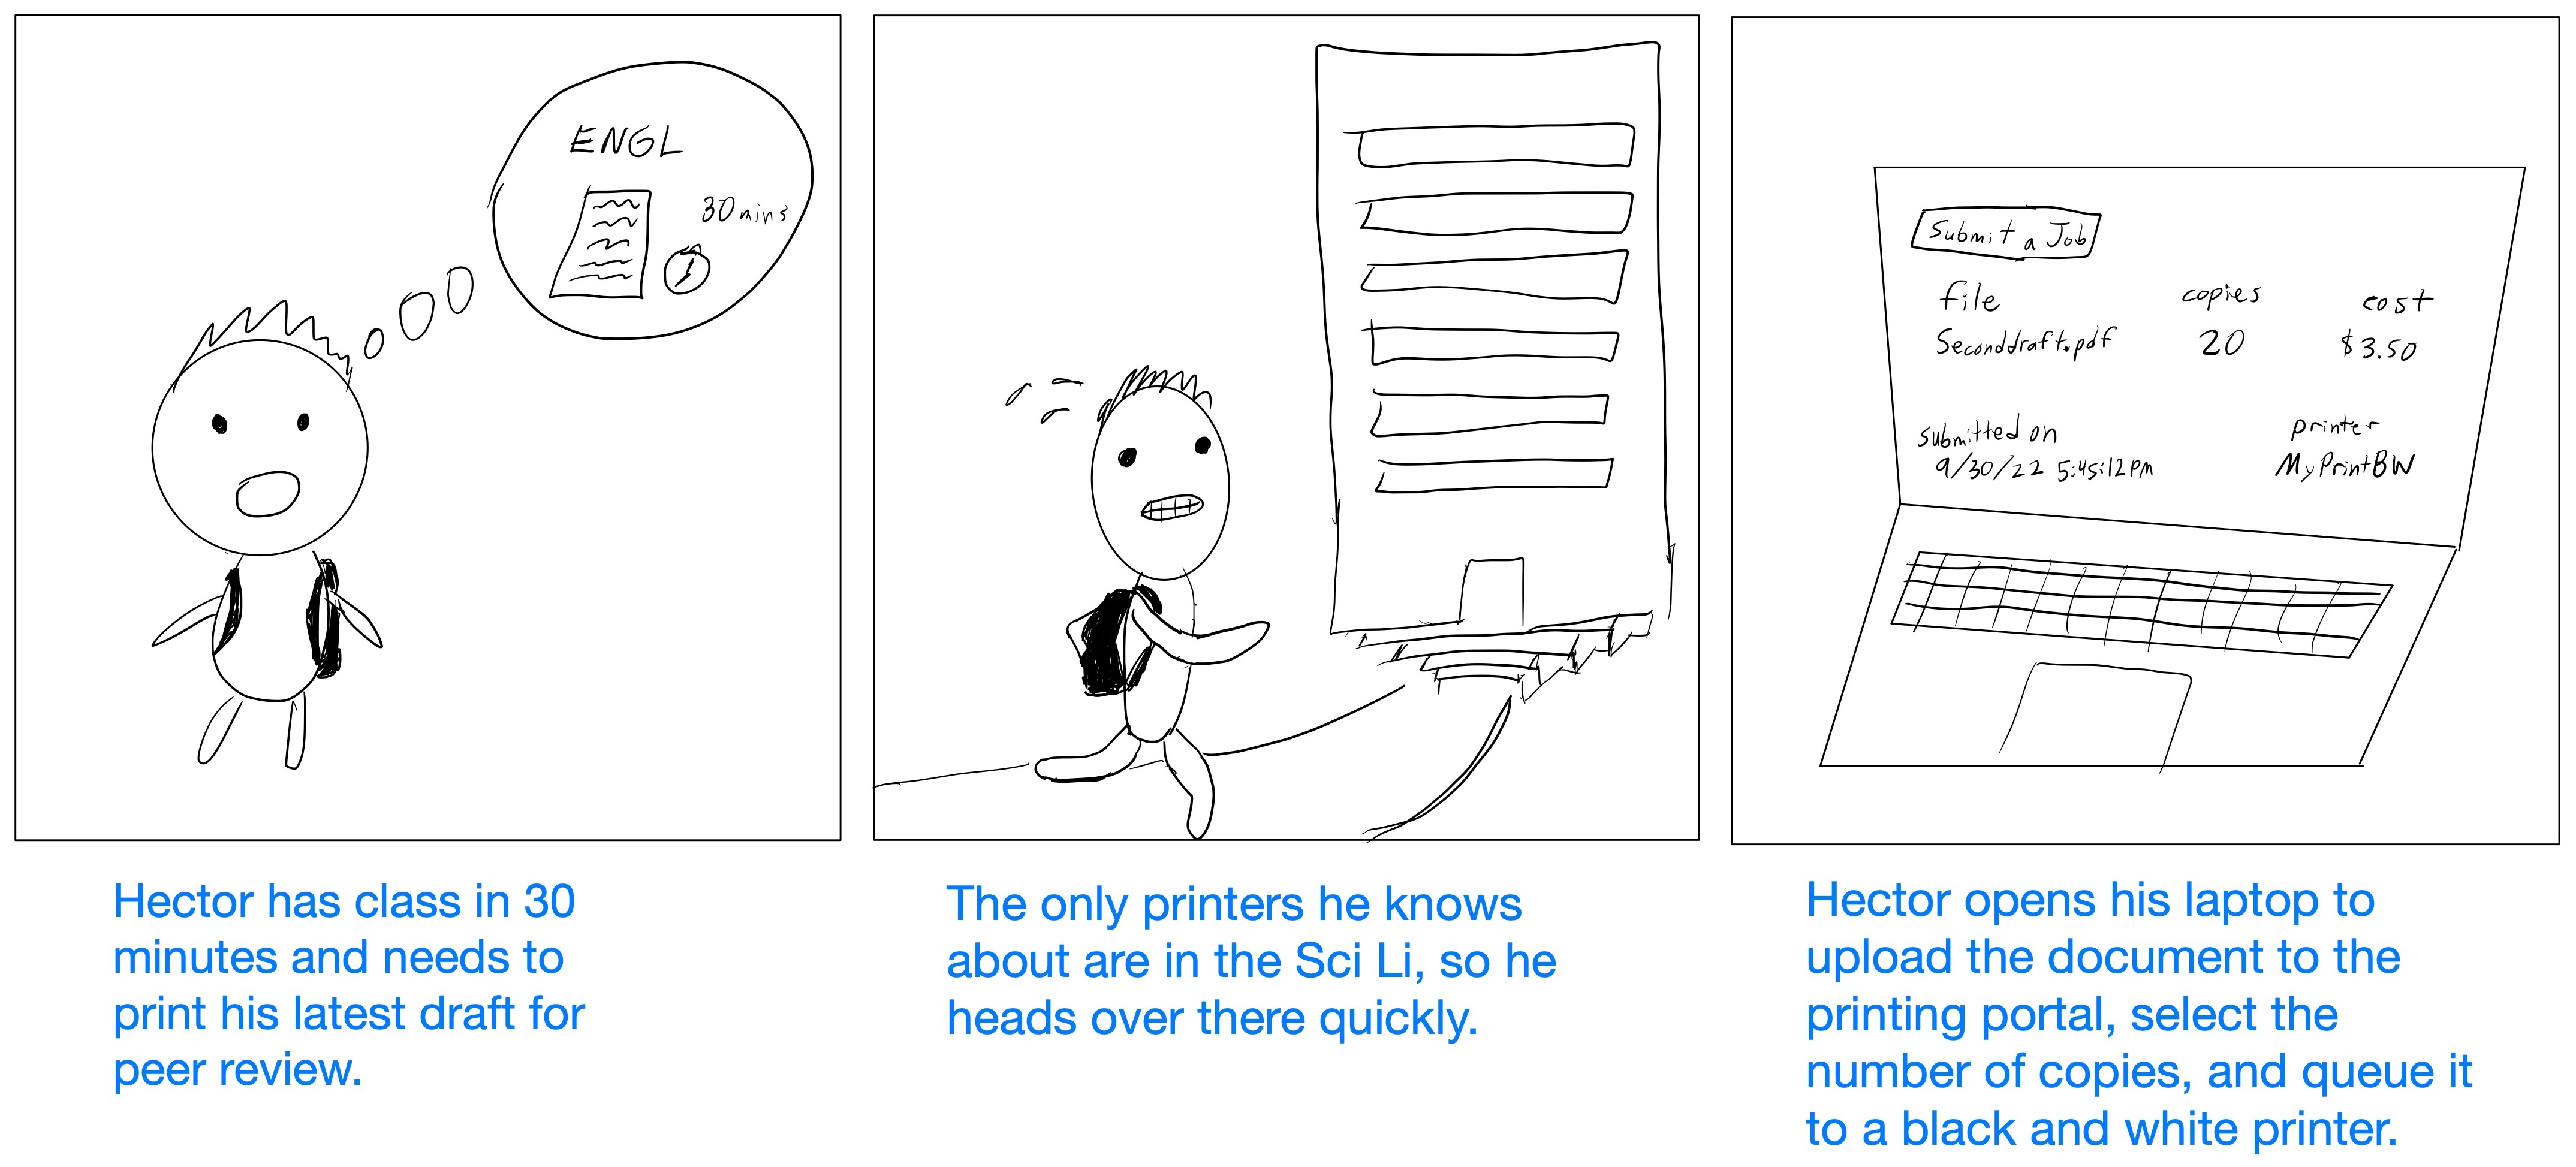 ENGL
30 mins
Hector has class in 30
minutes and needs to
print his latest draft for
peer review.
The only printers he knows
about are in the Sci Li, so he
heads over there quickly.
Submit a Job
file copies cost
Seconddraft.pdf 20 $3.50
submitted on printer
9/30/22 5:45:12pm MyPrintBW
Hector opens his laptop to
upload the document to the
printing portal, select the
number of copies, and queue it
to a black and white printer.